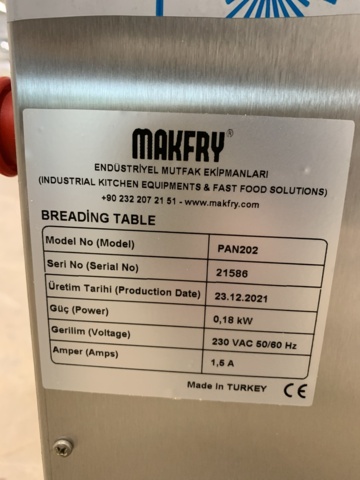 MAKFRY®
ENDÜSTRİYEL MUTFAK EKİPMANLARI
(INDUSTRIAL KITCHEN EQUIPMENTS & FAST FOOD SOLUTIONS)
+90 232 207 21 51 - www.makfry.com
BREADİNG TABLE
Model No (Model) PAN202
Seri No (Serial No) 21586
Üretim Tarihi (Production Date) 23.12.2021
Güç (Power) 0,18 kW
Gerilim (Voltage) 230 VAC 50/60 Hz
Amper (Amps) 1,5 A
Made in TURKEY CE